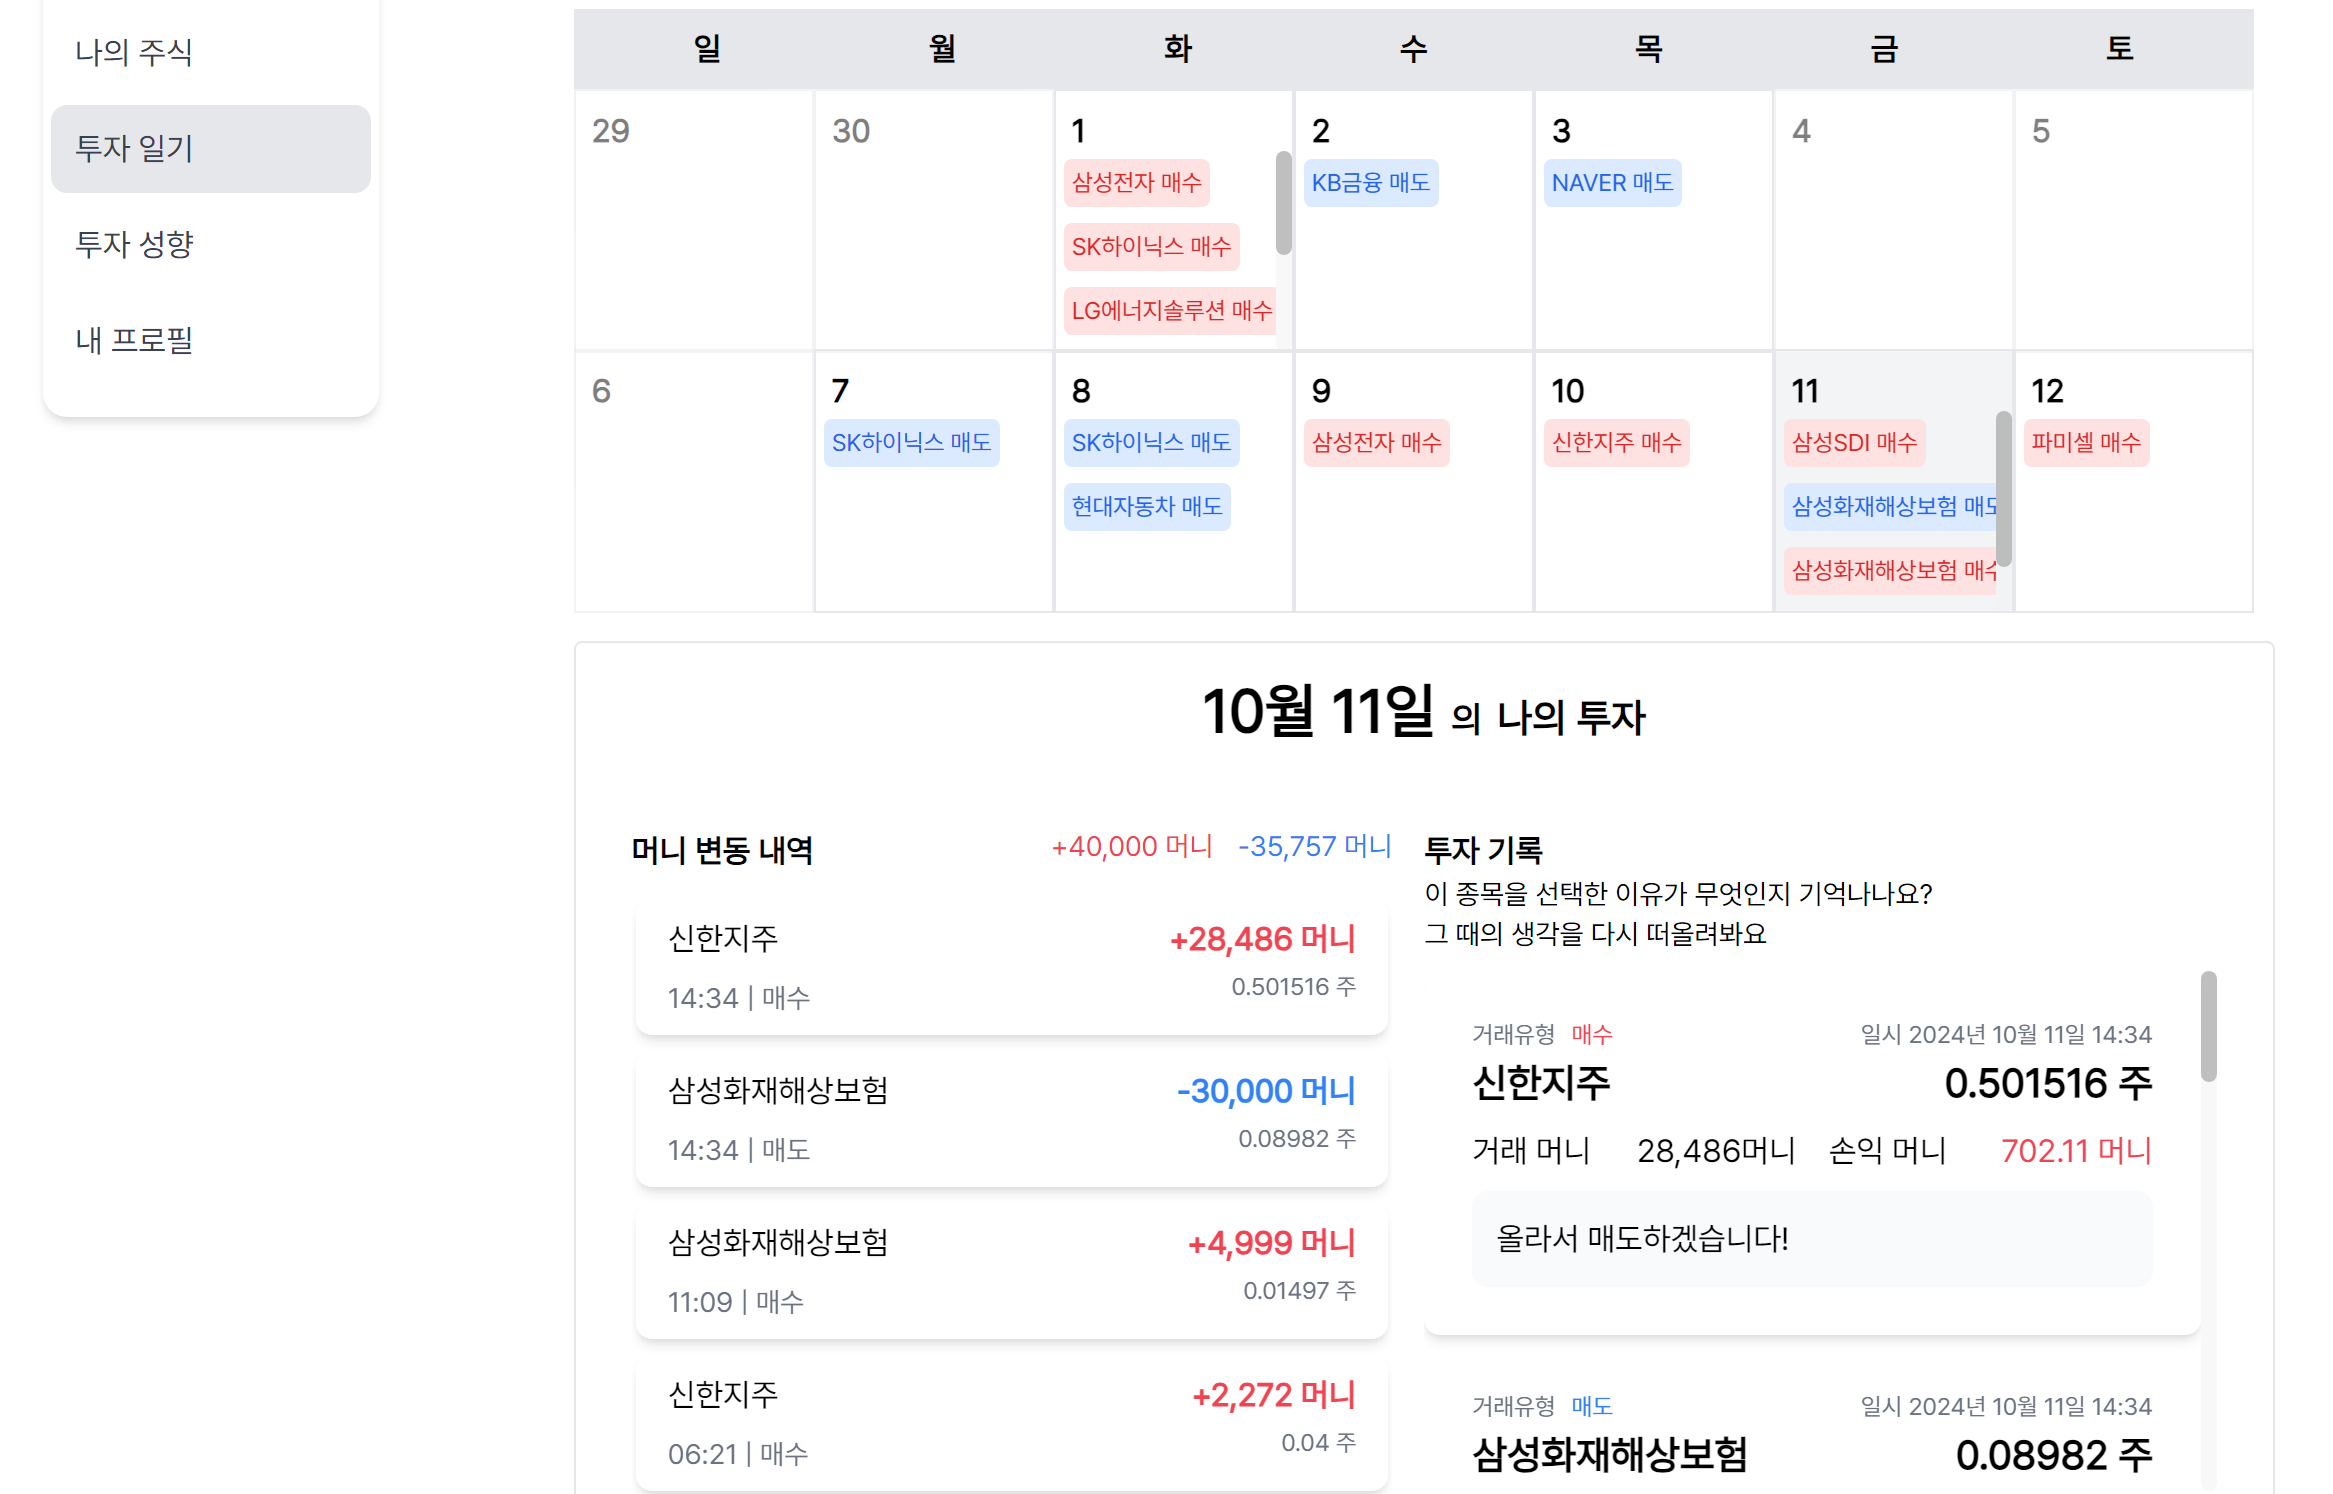 나의 주식
투자 일기
투자 성향
내 프로필
일 월 화 수 목 금 토
29 30 1 2 3 4 5
삼성전자 매수 KB금융 매도 NAVER 매도
SK하이닉스 매수
LG에너지솔루션 매수
6 7 8 9 10 11 12
SK하이닉스 매도 SK하이닉스 매도 삼성전자 매수 신한지주 매수 삼성SDI 매수 파미셀 매수
현대자동차 매도 삼성화재해상보험 매도
삼성화재해상보험 매수
10월 11일 의 나의 투자
머니 변동 내역 +40,000 머니 -35,757 머니
신한지주 +28,486 머니
14:34 | 매수 0.501516 주
삼성화재해상보험 -30,000 머니
14:34 | 매도 0.08982 주
삼성화재해상보험 +4,999 머니
11:09 | 매수 0.01497 주
신한지주 +2,272 머니
06:21 | 매수 0.04 주
투자 기록
이 종목을 선택한 이유가 무엇인지 기억나나요?
그 때의 생각을 다시 떠올려봐요
거래유형 매수 일시 2024년 10월 11일 14:34
신한지주 0.501516 주
거래 머니 28,486머니 손익 머니 702.11 머니
올라서 매도하겠습니다!
거래유형 매도 일시 2024년 10월 11일 14:34
삼성화재해상보험 0.08982 주